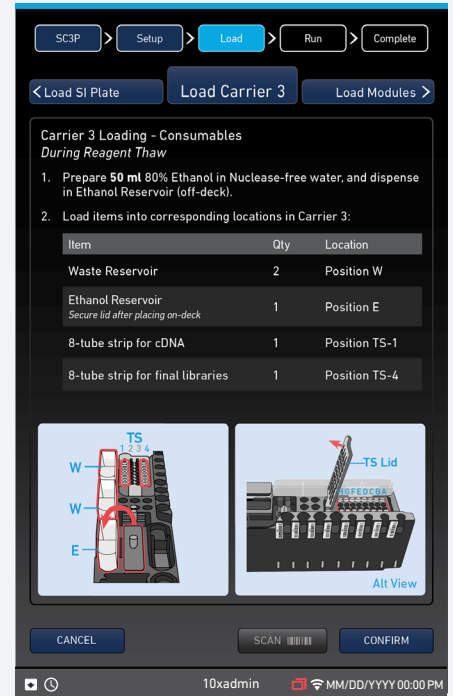 SC3P > Setup > Load > Run > Complete
< Load SI Plate Load Carrier 3 Load Modules >
Carrier 3 Loading - Consumables
During Reagent Thaw
1. Prepare 50 ml 80% Ethanol in Nuclease-free water, and dispense
in Ethanol Reservoir (off-deck).
2. Load items into corresponding locations in Carrier 3:
Item Qty Location
Waste Reservoir 2 Position W
Ethanol Reservoir
Secure lid after placing on-deck
1 Position E
8-tube strip for cDNA 1 Position TS-1
8-tube strip for final libraries 1 Position TS-4
TS
1 2 3 4
W
W
E
TS Lid
HGFEDCBA
Alt View
CANCEL SCAN CONFIRM
10xadmin MM/DD/YYYY 00:00 PM